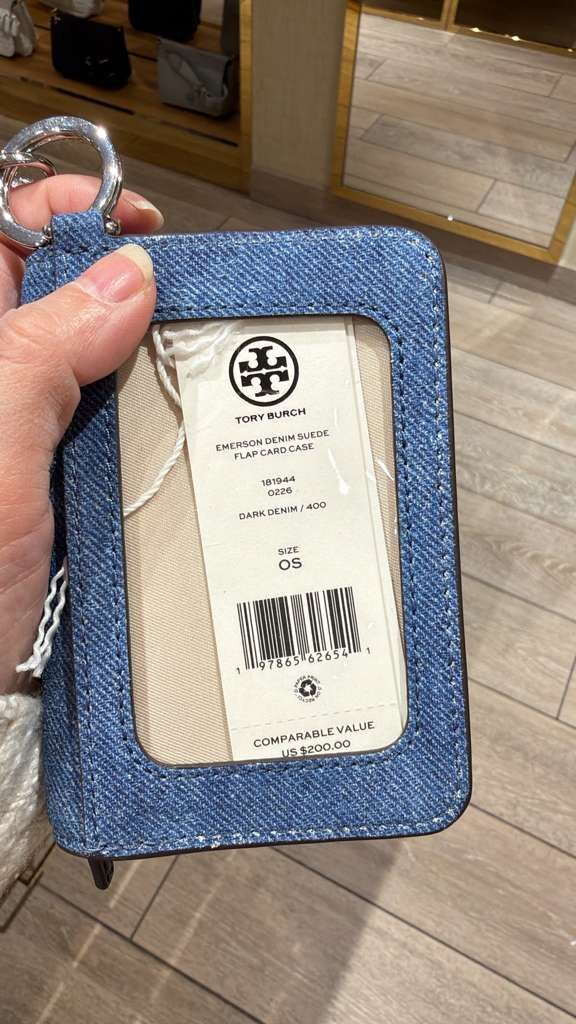 TORY BURCH
EMERSON DENIM SUEDE
FLAP CARD CASE
181944
0226
DARK DENIM / 400
SIZE
OS
1 97865 62654 1
COMPARABLE VALUE
US $200.00